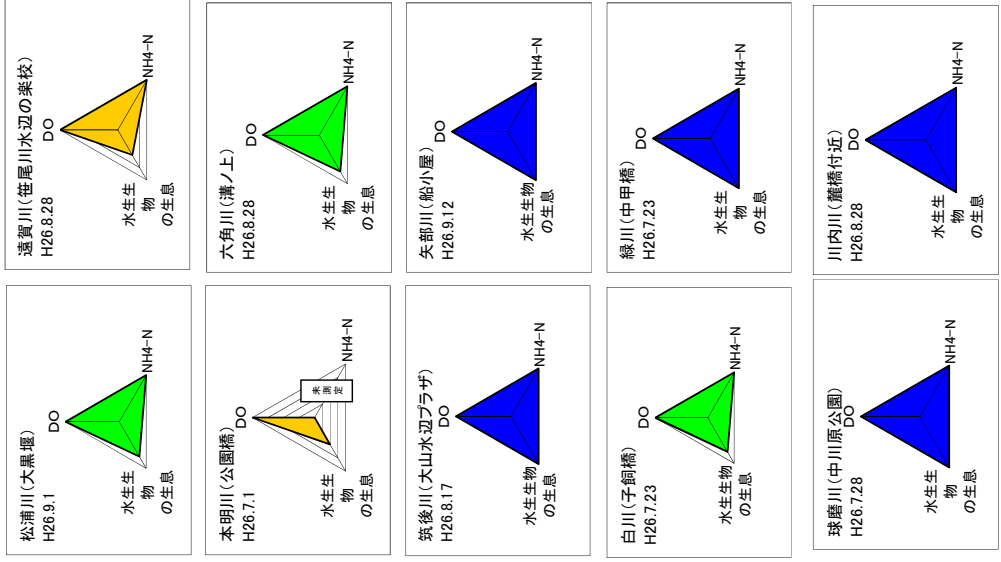 遠賀川(笹尾川水辺の楽校)
H26.8.28
DO
NH4-N
水生生
物
の生息
六角川(溝ノ上)
H26.8.28
DO
NH4-N
水生生
物
の生息
矢部川(船小屋)
H26.9.12
DO
NH4-N
水生生物
の生息
緑川(中甲橋)
H26.7.23
DO
NH4-N
水生生
物
の生息
川内川(麓橋付近)
H26.8.28
DO
NH4-N
水生生
物
の生息
松浦川(大黒堰)
H26.9.1
DO
NH4-N
水生生
物
の生息
本明川(公園橋)
H26.7.1
DO
NH4-N
未測
定
水生生
物
の生息
筑後川(大山水辺プラザ)
H26.8.17
DO
NH4-N
水生生物
の生息
白川(子飼橋)
H26.7.23
DO
NH4-N
水生生
物
の生息
球磨川(中川原公園)
H26.7.28
DO
NH4-N
水生生
物
の生息